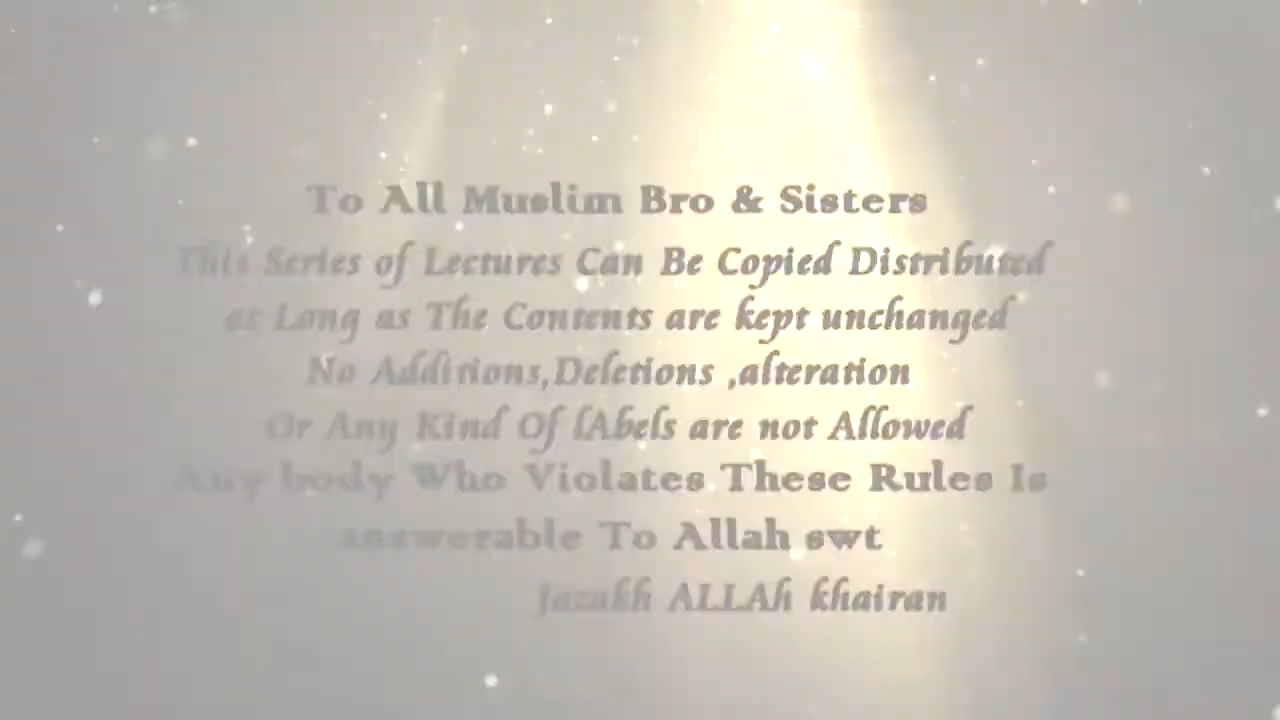 To All Muslim Bro & Sisters
This Series of Lectures Can Be Copied Distributed
as Long as The Contents are kept unchanged
No Additions,Deletions ,alteration
Or Any Kind Of lAbels are not Allowed
Any body Who Violates These Rules Is
answerable To Allah swt
Jazakh ALLAh khairan